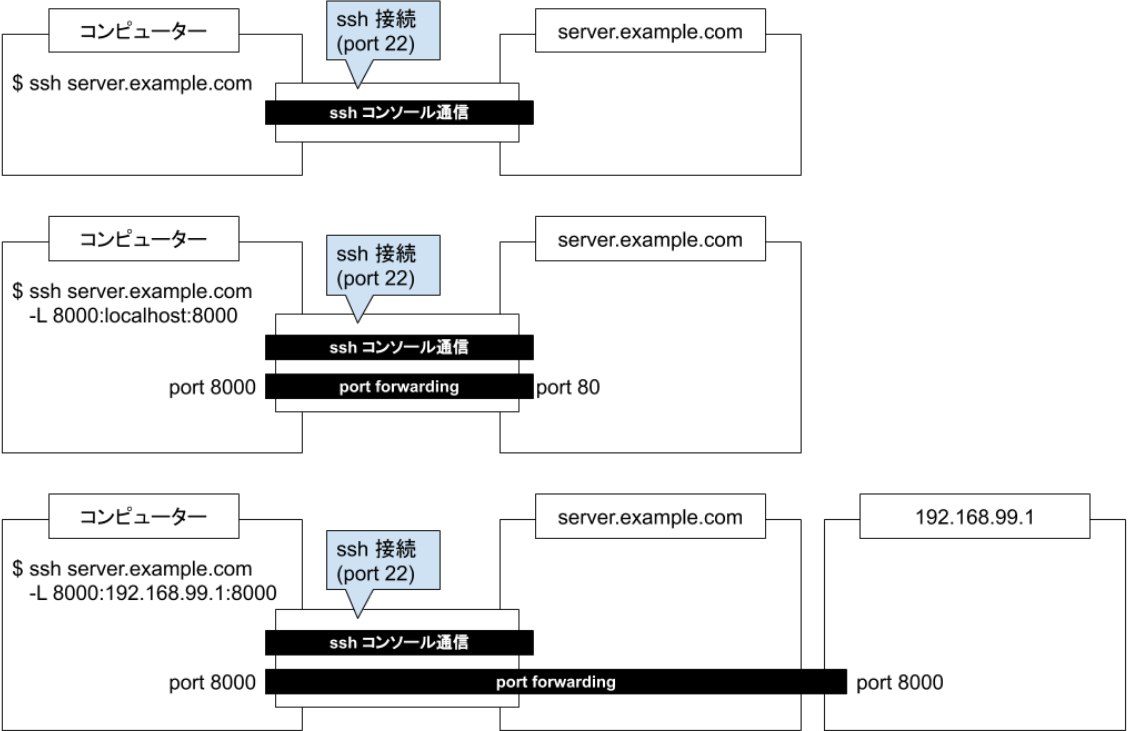 コンピューター
ssh 接続
(port 22)
server.example.com
$ ssh server.example.com
ssh コンソール通信
コンピューター
ssh 接続
(port 22)
server.example.com
$ ssh server.example.com
-L 8000:localhost:8000
ssh コンソール通信
port 8000
port forwarding
port 80
コンピューター
ssh 接続
(port 22)
server.example.com
192.168.99.1
$ ssh server.example.com
-L 8000:192.168.99.1:8000
ssh コンソール通信
port 8000
port forwarding
port 8000